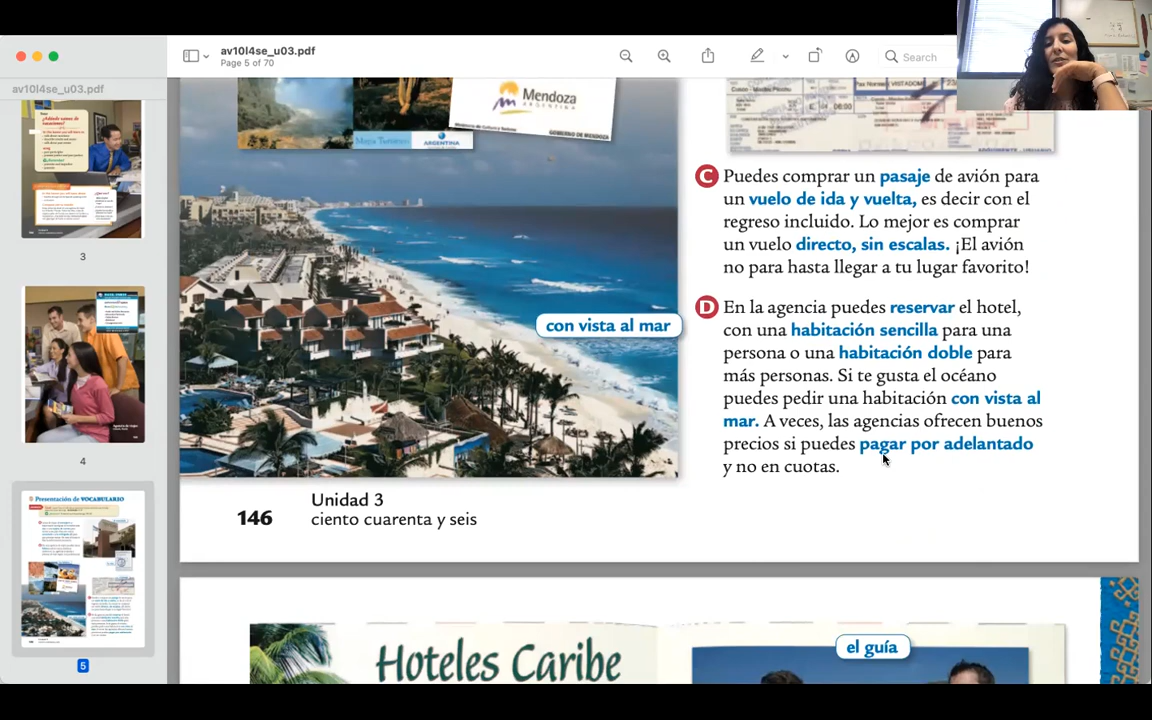 av10l4se_u03.pdf
Page 5 of 70
Search
av10l4se_u03.pdf
3
4
Presentación de VOCABULARIO
5
Mendoza
ARGENTINA
GOBIERNO DE MENDOZA
Mapa Turístico
ARGENTINA
con vista al mar
C Puedes comprar un pasaje de avión para
un vuelo de ida y vuelta, es decir con el
regreso incluido. Lo mejor es comprar
un vuelo directo, sin escalas. ¡El avión
no para hasta llegar a tu lugar favorito!
D En la agencia puedes reservar el hotel,
con una habitación sencilla para una
persona o una habitación doble para
más personas. Si te gusta el océano
puedes pedir una habitación con vista al
mar. A veces, las agencias ofrecen buenos
precios si puedes pagar por adelantado
y no en cuotas.
146
Unidad 3
ciento cuarenta y seis
Hoteles Caribe
el guía